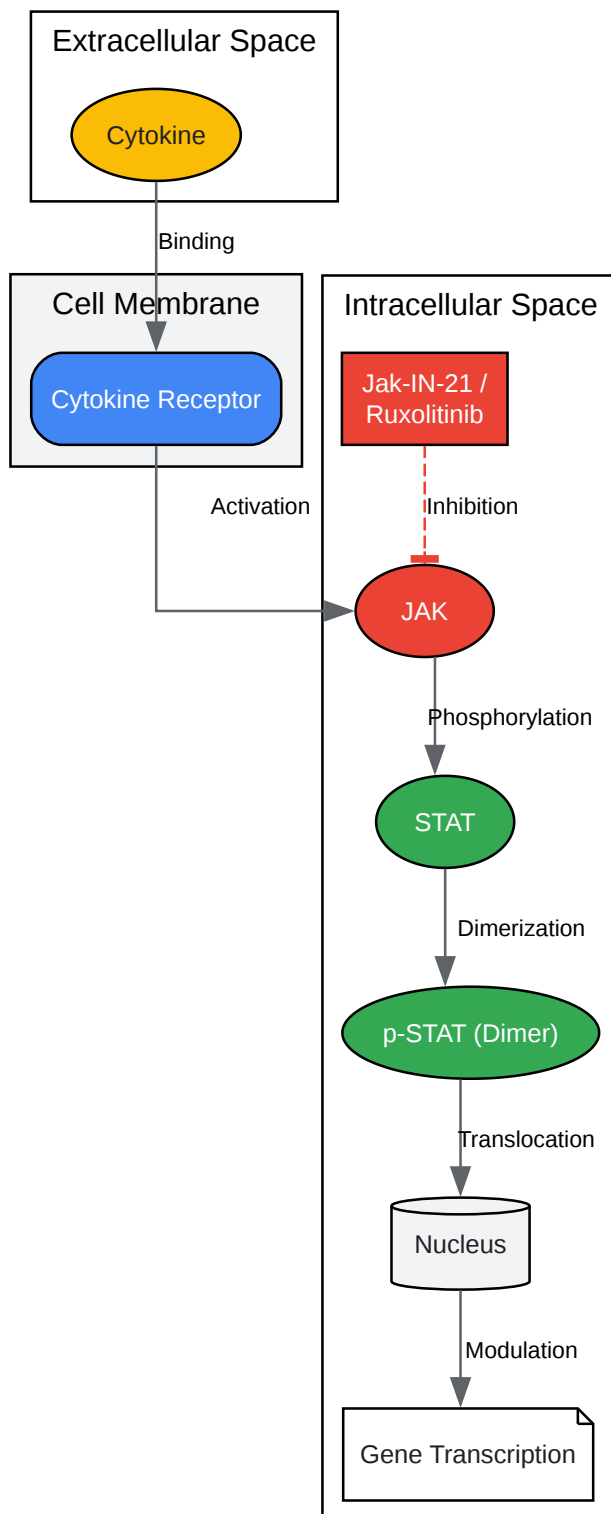 Extracellular Space
Cytokine
Binding
Cell Membrane
Cytokine Receptor
Activation
Intracellular Space
Jak-IN-21 /
Ruxolitinib
Inhibition
JAK
Phosphorylation
STAT
Dimerization
p-STAT (Dimer)
Translocation
Nucleus
Modulation
Gene Transcription